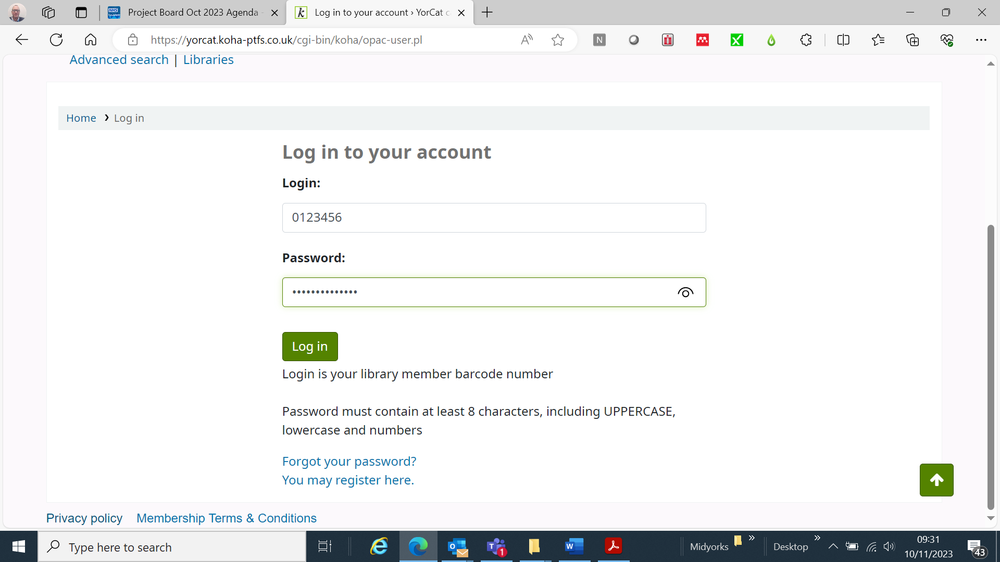 Project Board Oct 2023 Agenda -
Log in to your account › YorCat c
https://yorcat.koha-ptfs.co.uk/cgi-bin/koha/opac-user.pl
Advanced search | Libraries
Home › Log in
Log in to your account
Login:
0123456
Password:
••••••••••••••
Log in
Login is your library member barcode number
Password must contain at least 8 characters, including UPPERCASE,
lowercase and numbers
Forgot your password?
You may register here.
Privacy policy Membership Terms & Conditions
Type here to search
Midyorks
Desktop
09:31
10/11/2023
43